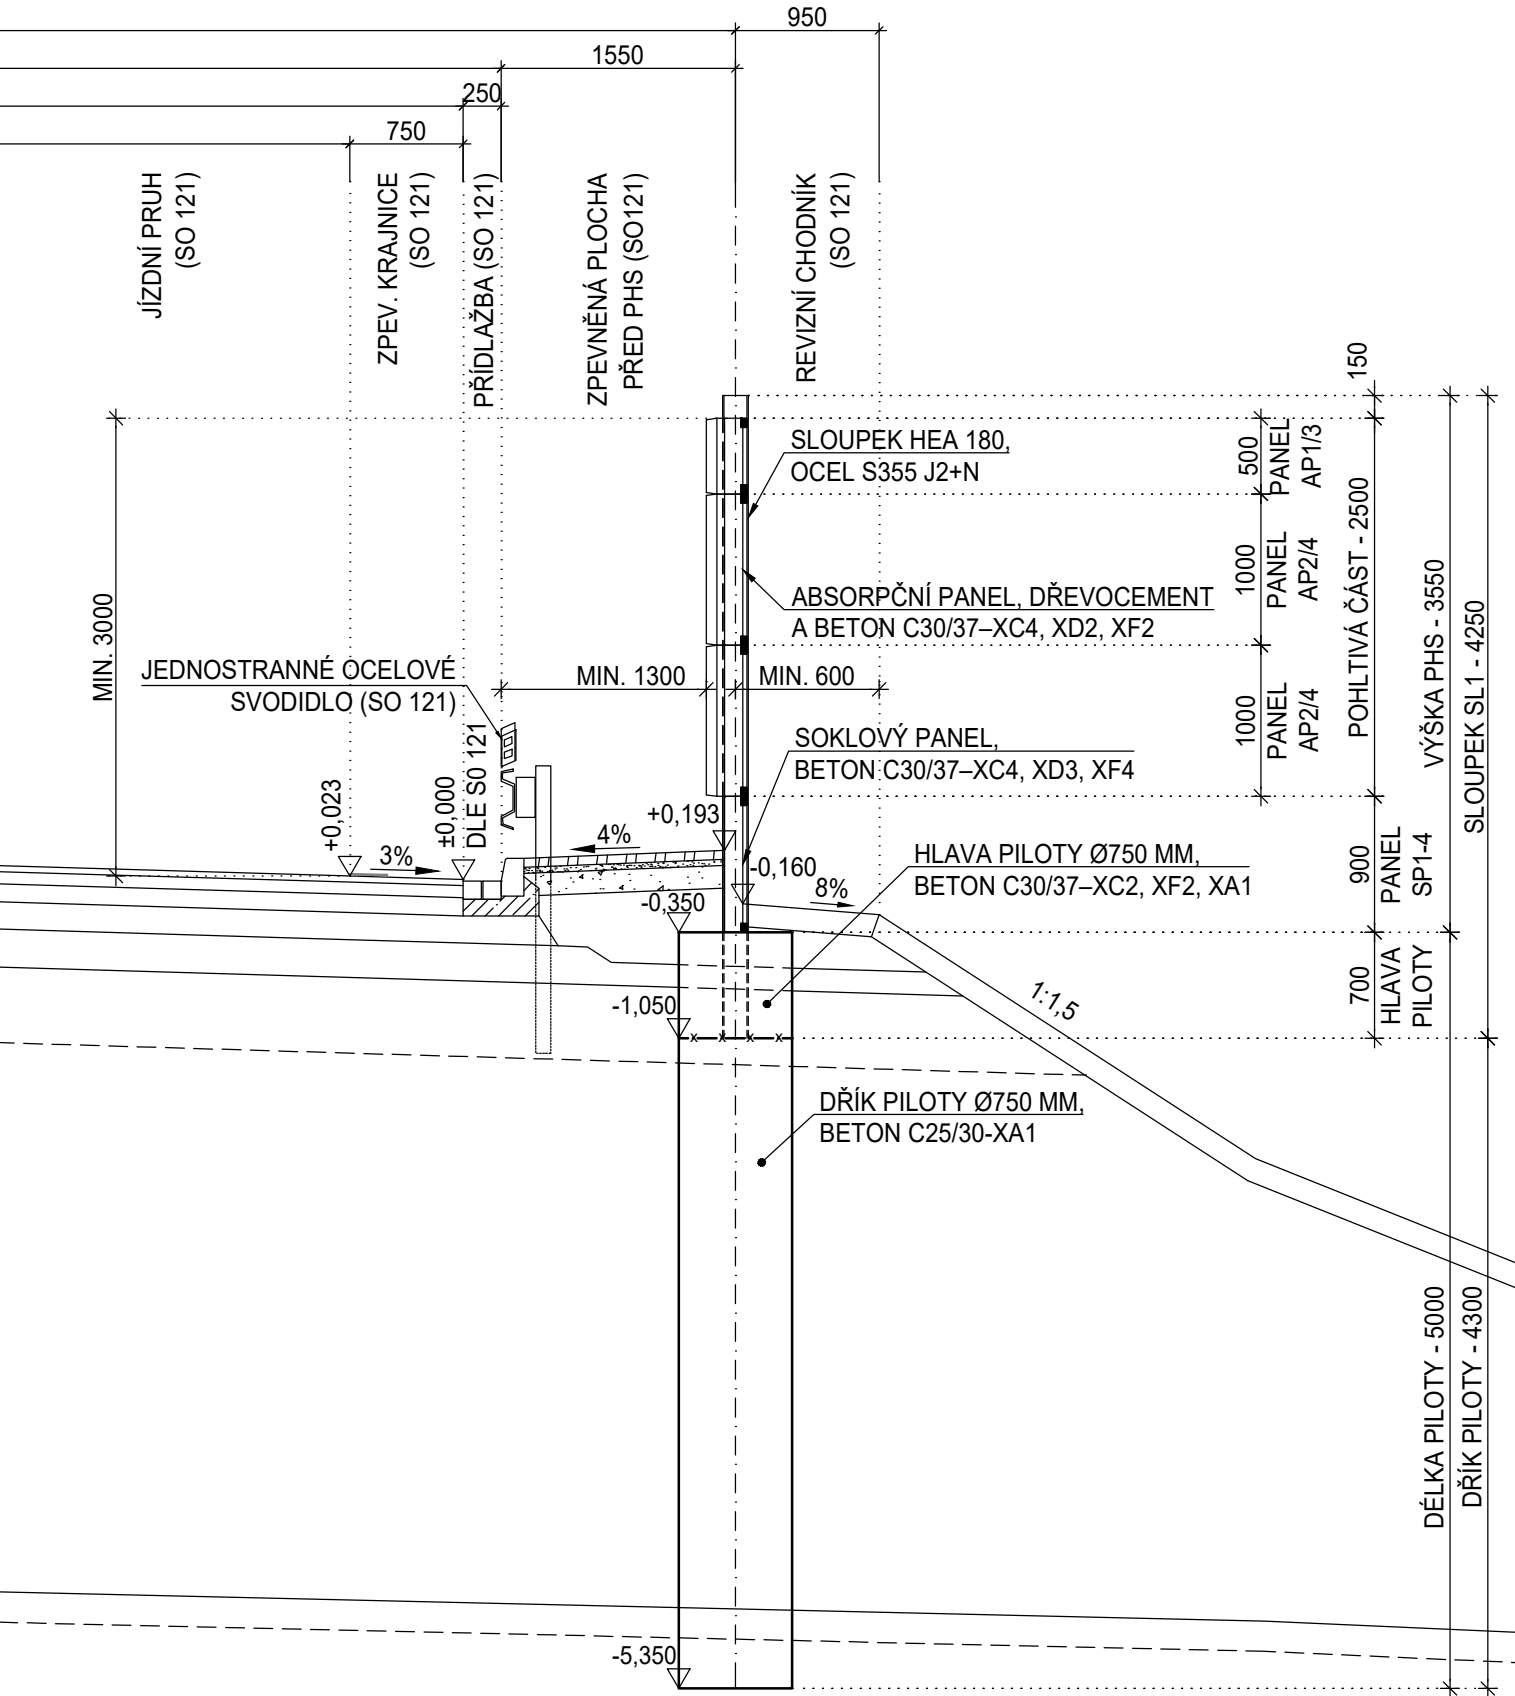 950
1550
250
750
JÍZDNÍ PRUH
(SO 121)
ZPEV. KRAJNICE
(SO 121)
PŘÍDLAŽBA (SO 121)
ZPEVNĚNÁ PLOCHA
PŘED PHS (SO121)
REVIZNÍ CHODNÍK
(SO 121)
150
SLOUPEK HEA 180,
OCEL S355 J2+N
500
PANEL
AP1/3
1000
PANEL
AP2/4
ABSORPČNÍ PANEL, DŘEVOCEMENT
A BETON C30/37–XC4, XD2, XF2
POHLTIVÁ ČÁST - 2500
VÝŠKA PHS - 3550
SLOUPEK SL1 - 4250
MIN. 3000
JEDNOSTRANNÉ OCELOVÉ
SVODIDLO (SO 121)
MIN. 1300
MIN. 600
1000
PANEL
AP2/4
SOKLOVÝ PANEL,
BETON C30/37–XC4, XD3, XF4
+0,023
±0,000
DLE S0 121
+0,193
3%
4%
-0,160
8%
-0,350
HLAVA PILOTY Ø750 MM,
BETON C30/37–XC2, XF2, XA1
900
PANEL
SP1-4
-1,050
1:1,5
700
HLAVA
PILOTY
x x x x
DŘÍK PILOTY Ø750 MM,
BETON C25/30-XA1
DÉLKA PILOTY - 5000
DŘÍK PILOTY - 4300
-5,350